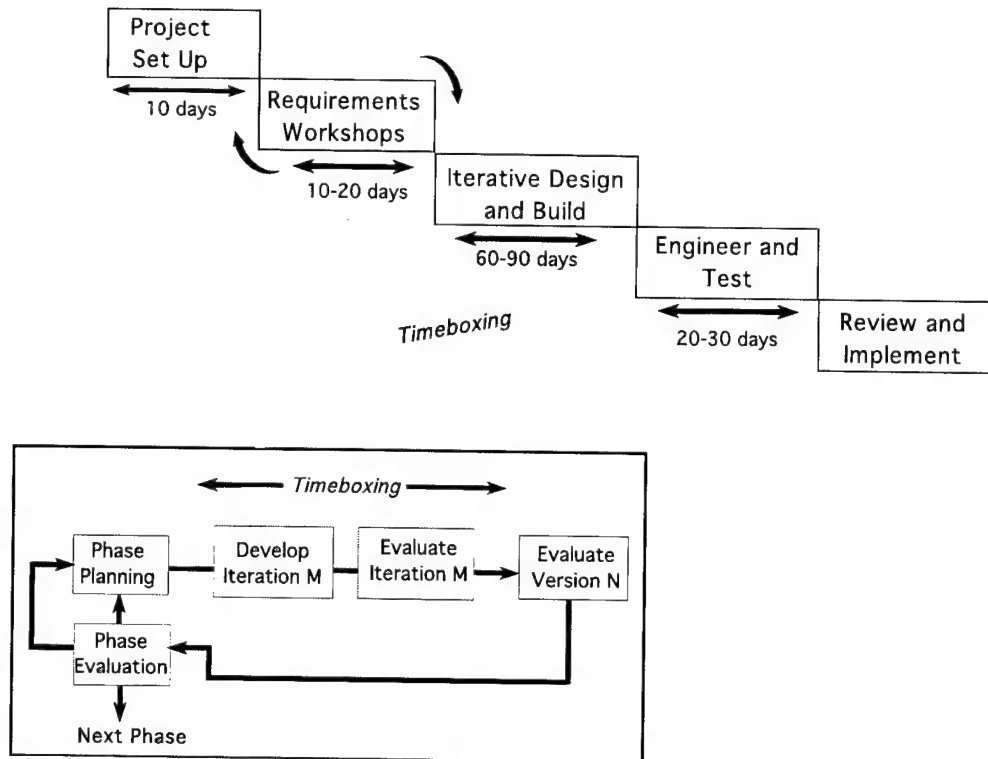 Project
Set Up
10 days
Requirements
Workshops
10-20 days
Iterative Design
and Build
60-90 days
Engineer and
Test
20-30 days
Review and
Implement
Timeboxing
Timeboxing
Phase
Planning
Develop
Iteration M
Evaluate
Iteration M
Evaluate
Version N
Phase
Evaluation
Next Phase